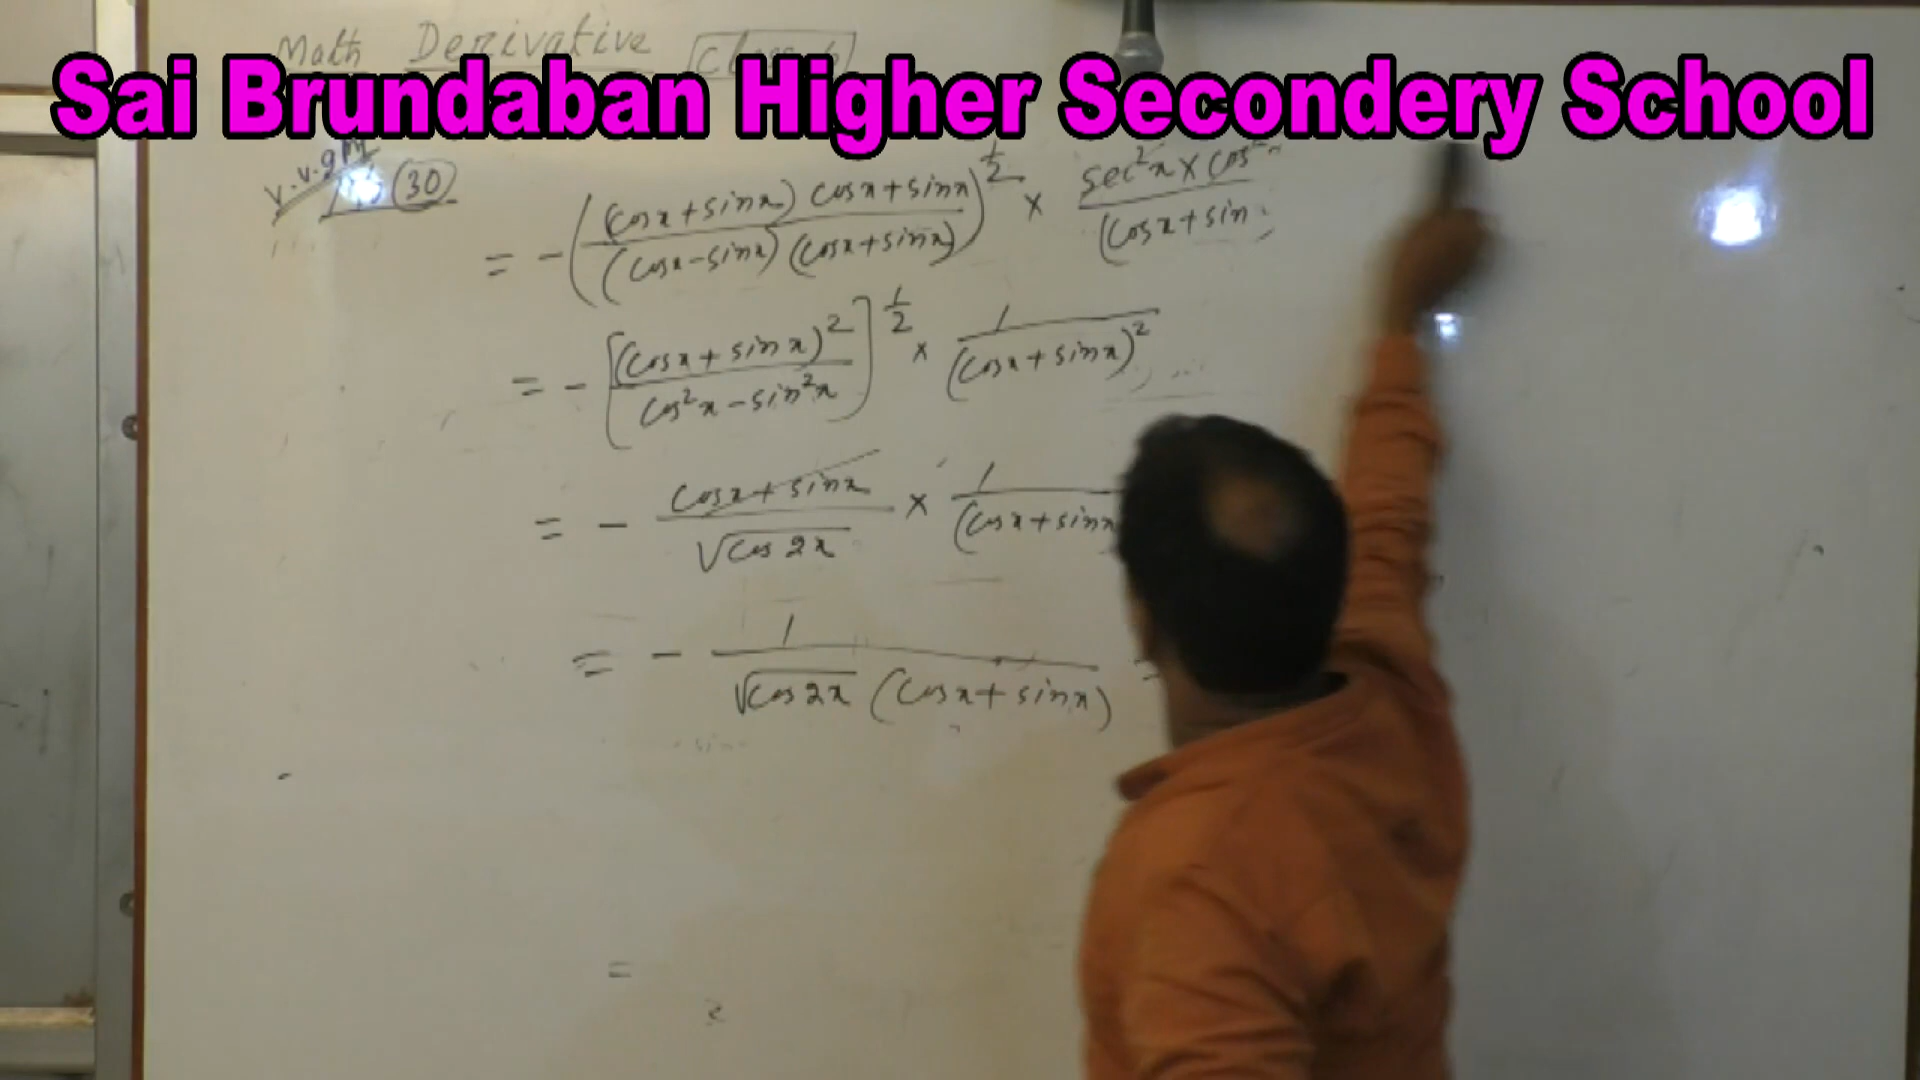 Math Derivative
Sai Brundaban Higher Secondery School
(30)
= - ((cosx+sinx) cosx+sinx / (cosx-sinx)(cosx+sinx))^1/2 × sec²x × cos / (cosx+sin
= - [(cosx+sinx)² / cos²x-sin²x]^1/2 × 1 / (cosx+sinx)²
= - cosx+sinx / √cos2x × 1 / (cosx+sinx
= - 1 / √cos2x (cosx+sinx) =
=